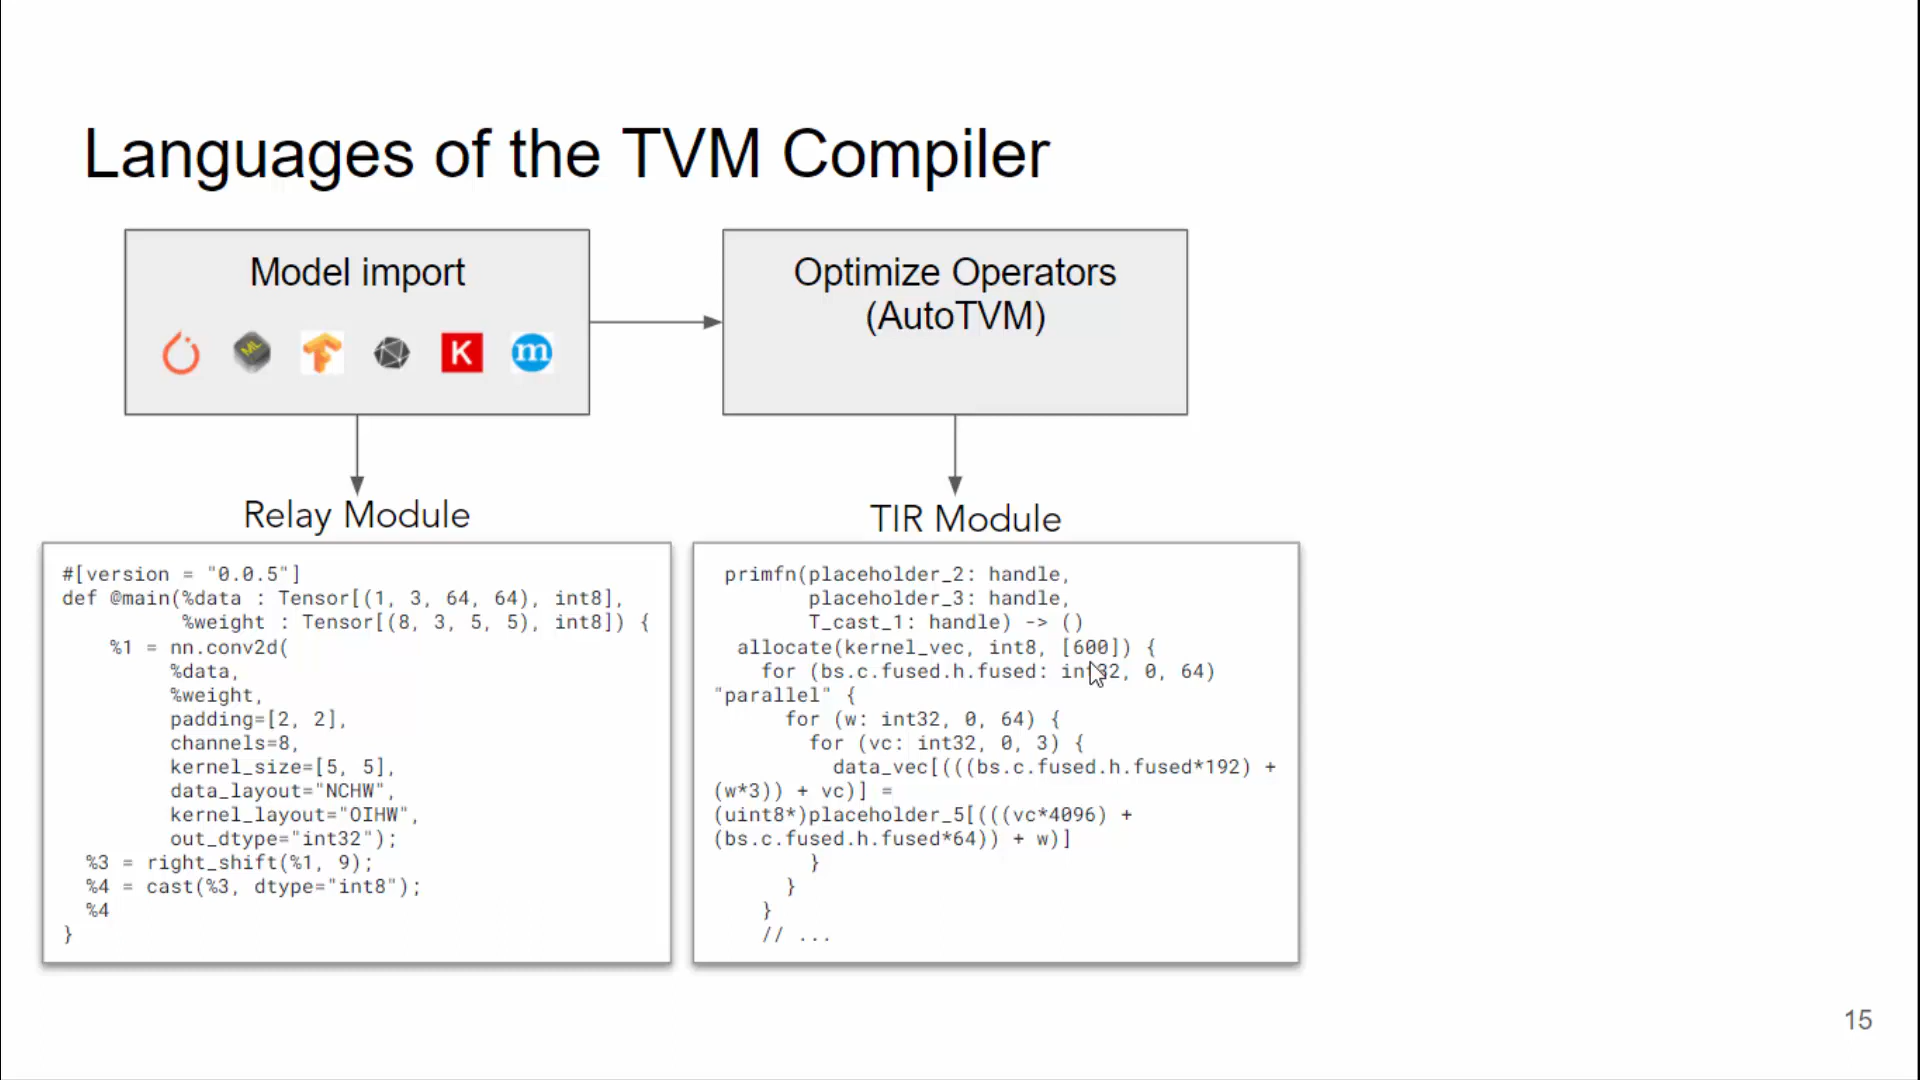 Languages of the TVM Compiler
Model import
ML
K
m
Optimize Operators
(AutoTVM)
Relay Module
#[version = "0.0.5"]
def @main(%data : Tensor[(1, 3, 64, 64), int8],
%weight : Tensor[(8, 3, 5, 5), int8]) {
%1 = nn.conv2d(
%data,
%weight,
padding=[2, 2],
channels=8,
kernel_size=[5, 5],
data_layout="NCHW",
kernel_layout="OIHW",
out_dtype="int32");
%3 = right_shift(%1, 9);
%4 = cast(%3, dtype="int8");
%4
}
TIR Module
primfn(placeholder_2: handle,
placeholder_3: handle,
T_cast_1: handle) -> ()
allocate(kernel_vec, int8, [600]) {
for (bs.c.fused.h.fused: int32, 0, 64)
"parallel" {
for (w: int32, 0, 64) {
for (vc: int32, 0, 3) {
data_vec[(((bs.c.fused.h.fused*192) +
(w*3)) + vc)] =
(uint8*)placeholder_5[(((vc*4096) +
(bs.c.fused.h.fused*64)) + w)]
}
}
}
// ...
15